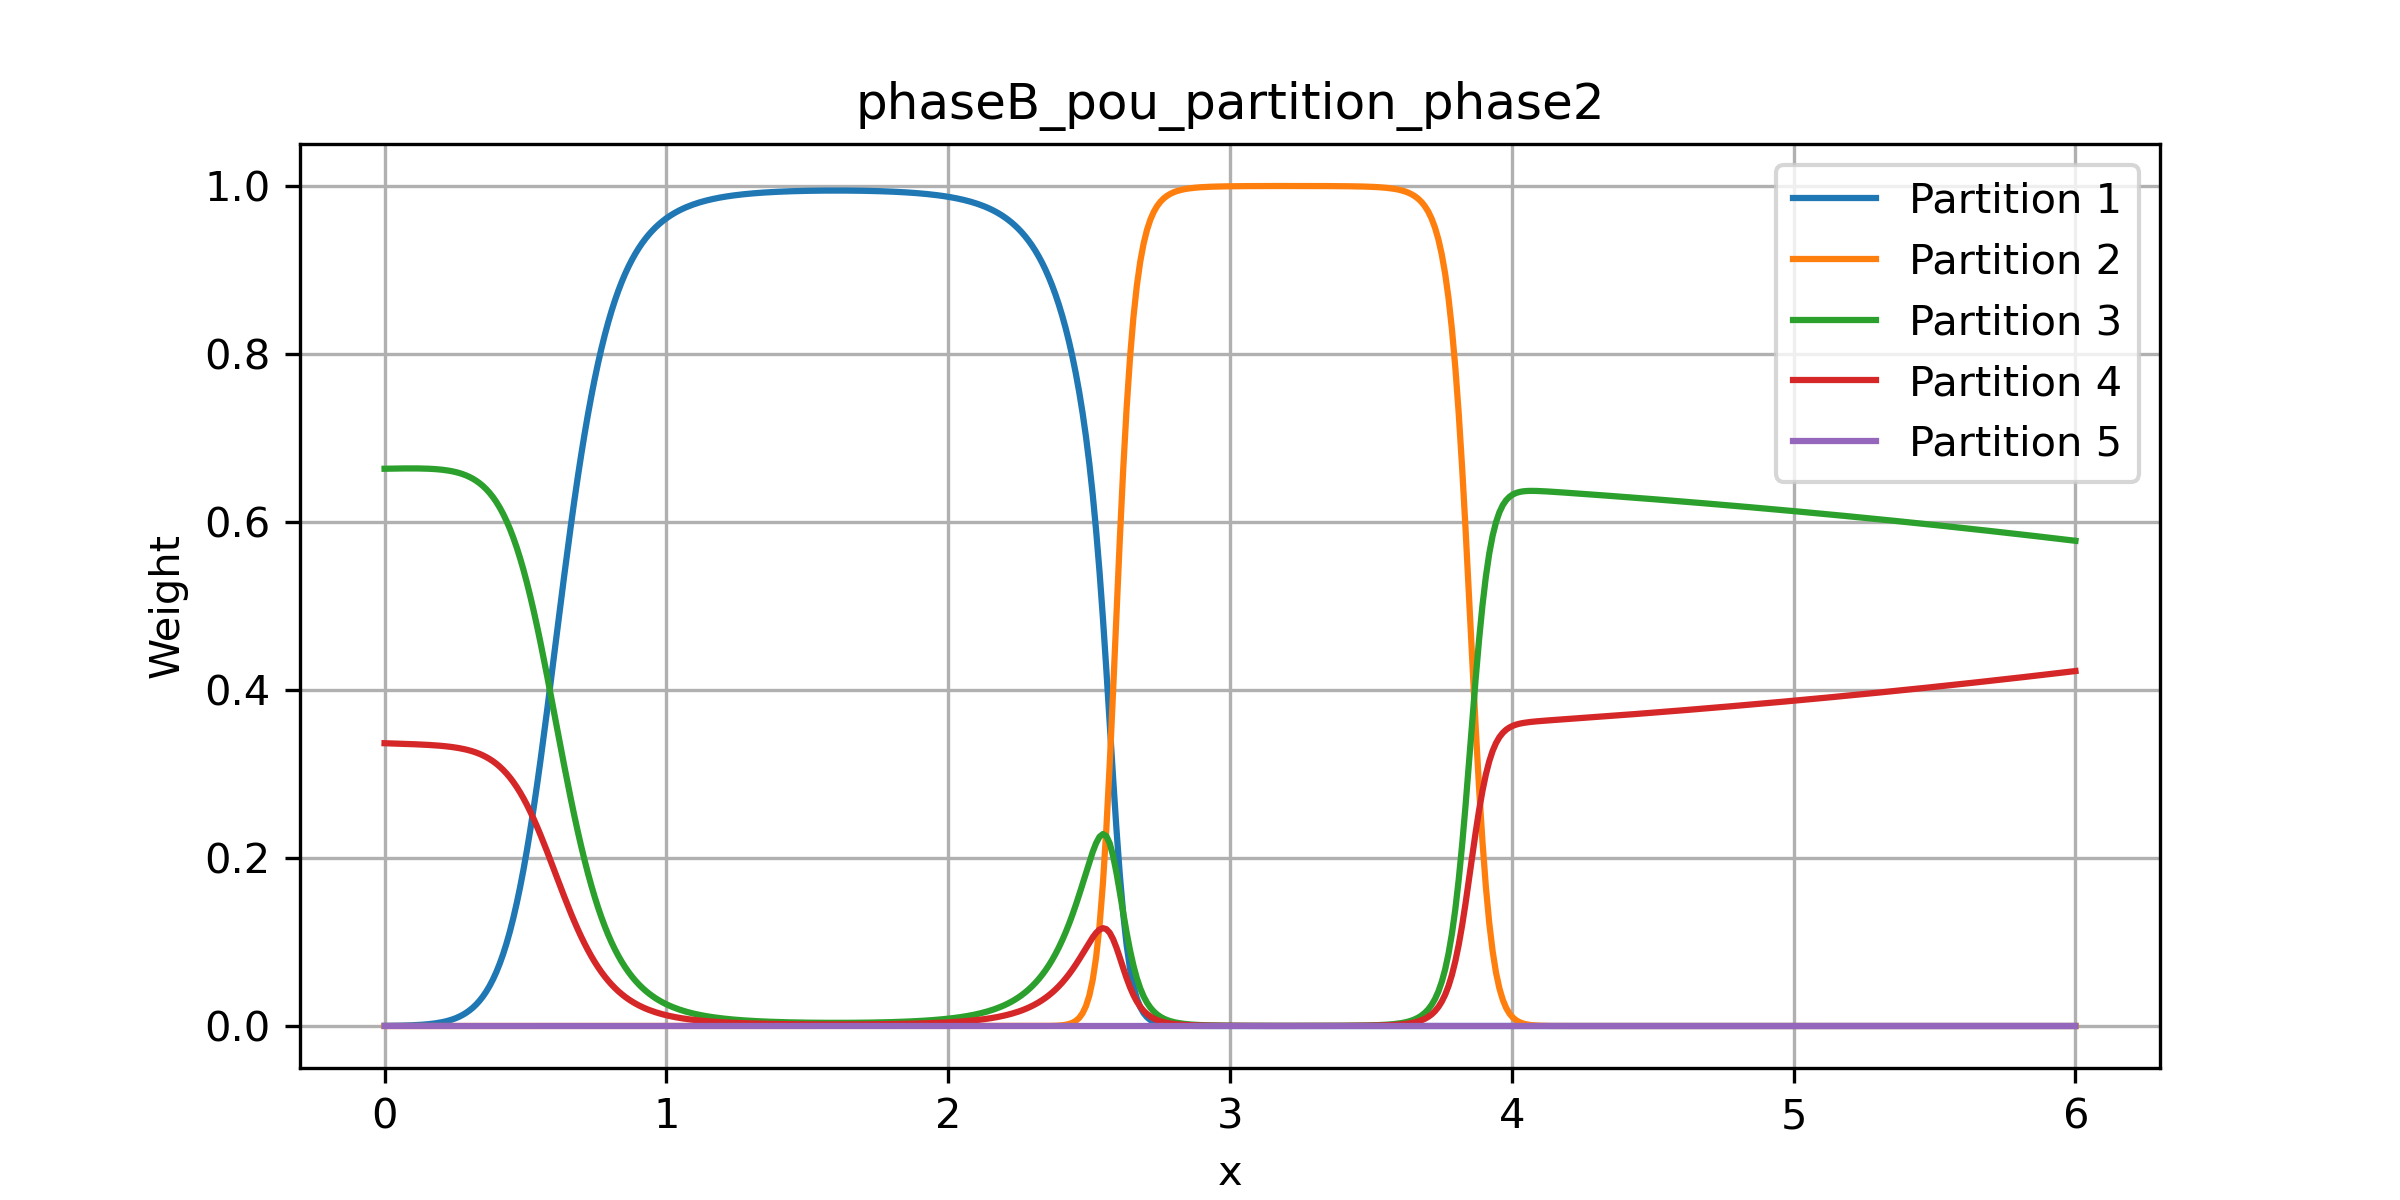 phaseB_pou_partition_phase2
Weight
1.0
0.8
0.6
0.4
0.2
0.0
Partition 1
Partition 2
Partition 3
Partition 4
Partition 5
0 1 2 3 4 5 6
x